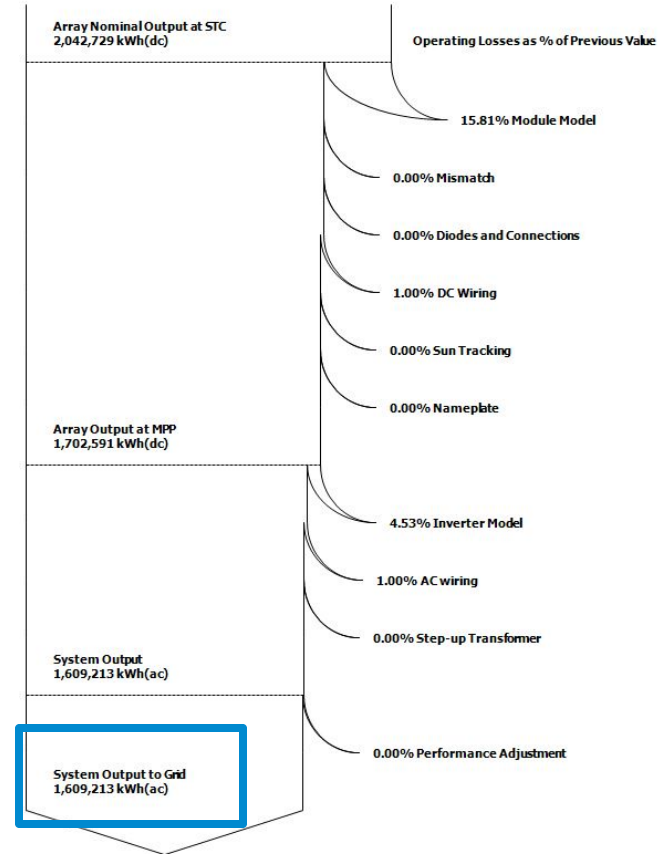 Array Nominal Output at STC
2,042,729 kWh(dc)
Operating Losses as % of Previous Value
15.81% Module Model
0.00% Mismatch
0.00% Diodes and Connections
1.00% DC Wiring
0.00% Sun Tracking
0.00% Nameplate
Array Output at MPP
1,702,591 kWh(dc)
4.53% Inverter Model
1.00% AC wiring
0.00% Step-up Transformer
System Output
1,609,213 kWh(ac)
0.00% Performance Adjustment
System Output to Grid
1,609,213 kWh(ac)